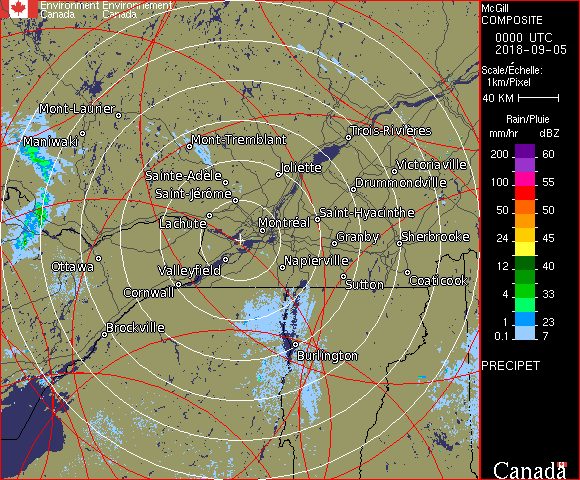 Environment Environnement
Canada Canada
McGill
COMPOSITE
0000 UTC
2018-09-05
Scale/Échelle:
1km/Pixel
40 KM
Rain/Pluie
mm/hr dBZ
200 60
100 55
50 50
24 45
12 40
4 33
1 23
0.1 7
PRECIPET
Canada
Mont-Laurier
Maniwaki
Mont-Tremblant
Trois-Rivières
Joliette
Victoriaville
Sainte-Adèle
Drummondville
Saint-Jérôme
Saint-Hyacinthe
Lachute
Montréal
Granby
Sherbrooke
Ottawa
Valleyfield
Napierville
Sutton
Coaticook
Cornwall
Brockville
Burlington